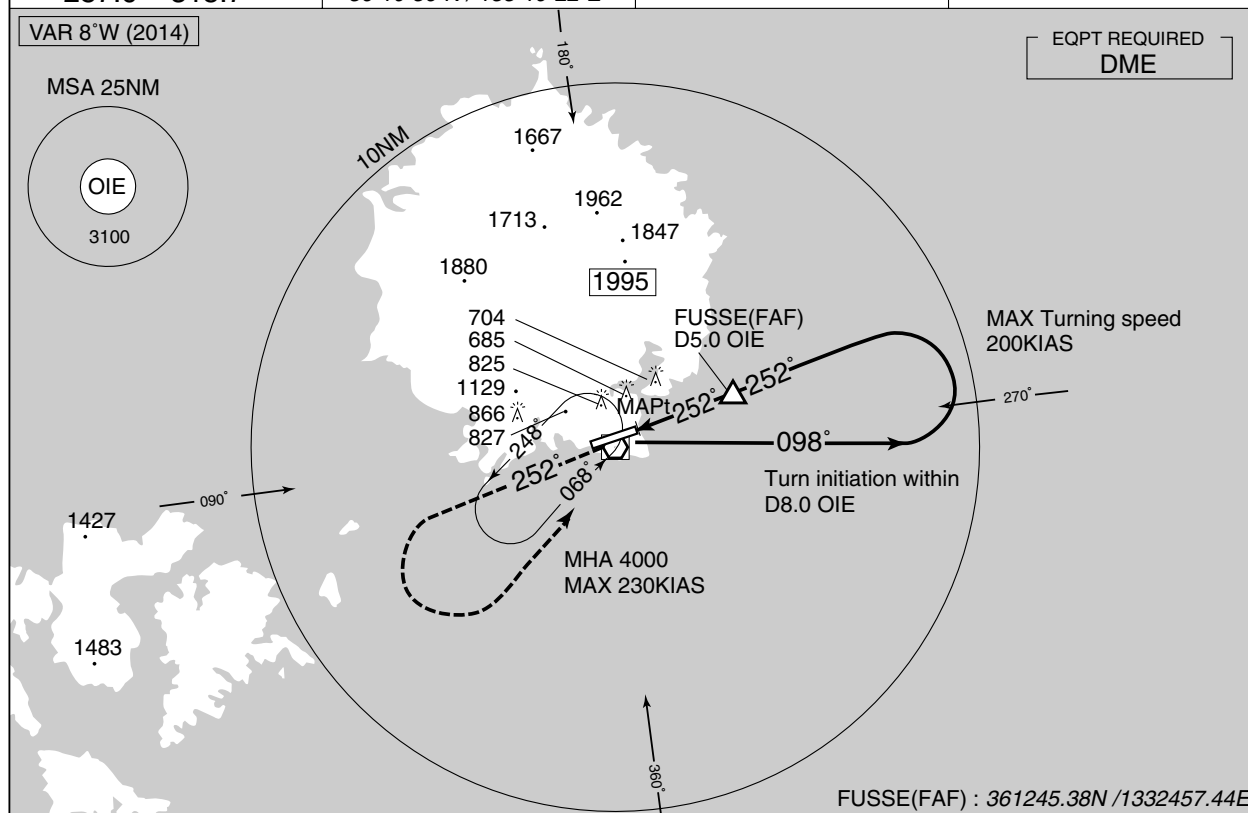 VAR 8°W (2014)
MSA 25NM
OIE
3100
EQPT REQUIRED
DME
180°
10NM
1667
1962
1713
1847
1880
1995
704
685
825
1129
866
827
FUSSE(FAF)
D5.0 OIE
MAX Turning speed
200KIAS
252°
252°
MAPt
270°
098°
Turn initiation within
D8.0 OIE
248°
252°
068°
090°
1427
MHA 4000
MAX 230KIAS
1483
360°
FUSSE(FAF) : 361245.38N /1332457.44E